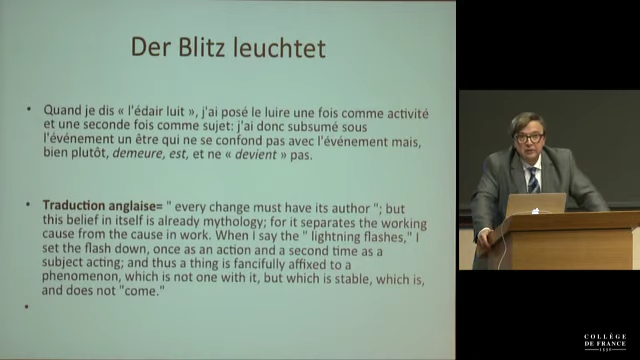 Der Blitz leuchtet
• Quand je dis « l'édair luit », j'ai posé le luire une fois comme activité
et une seconde fois comme sujet: j'ai donc subsumé sous
l'événement un être qui ne se confond pas avec l'événement mais,
bien plutôt, demeure, est, et ne « devient » pas.
• Traduction anglaise= " every change must have its author "; but
this belief in itself is already mythology; for it separates the working
cause from the cause in work. When I say the " lightning flashes," I
set the flash down, once as an action and a second time as a
subject acting; and thus a thing is fancifully affixed to a
phenomenon, which is not one with it, but which is stable, which is,
and does not "come."
•
COLLÈGE
DE FRANCE
1530